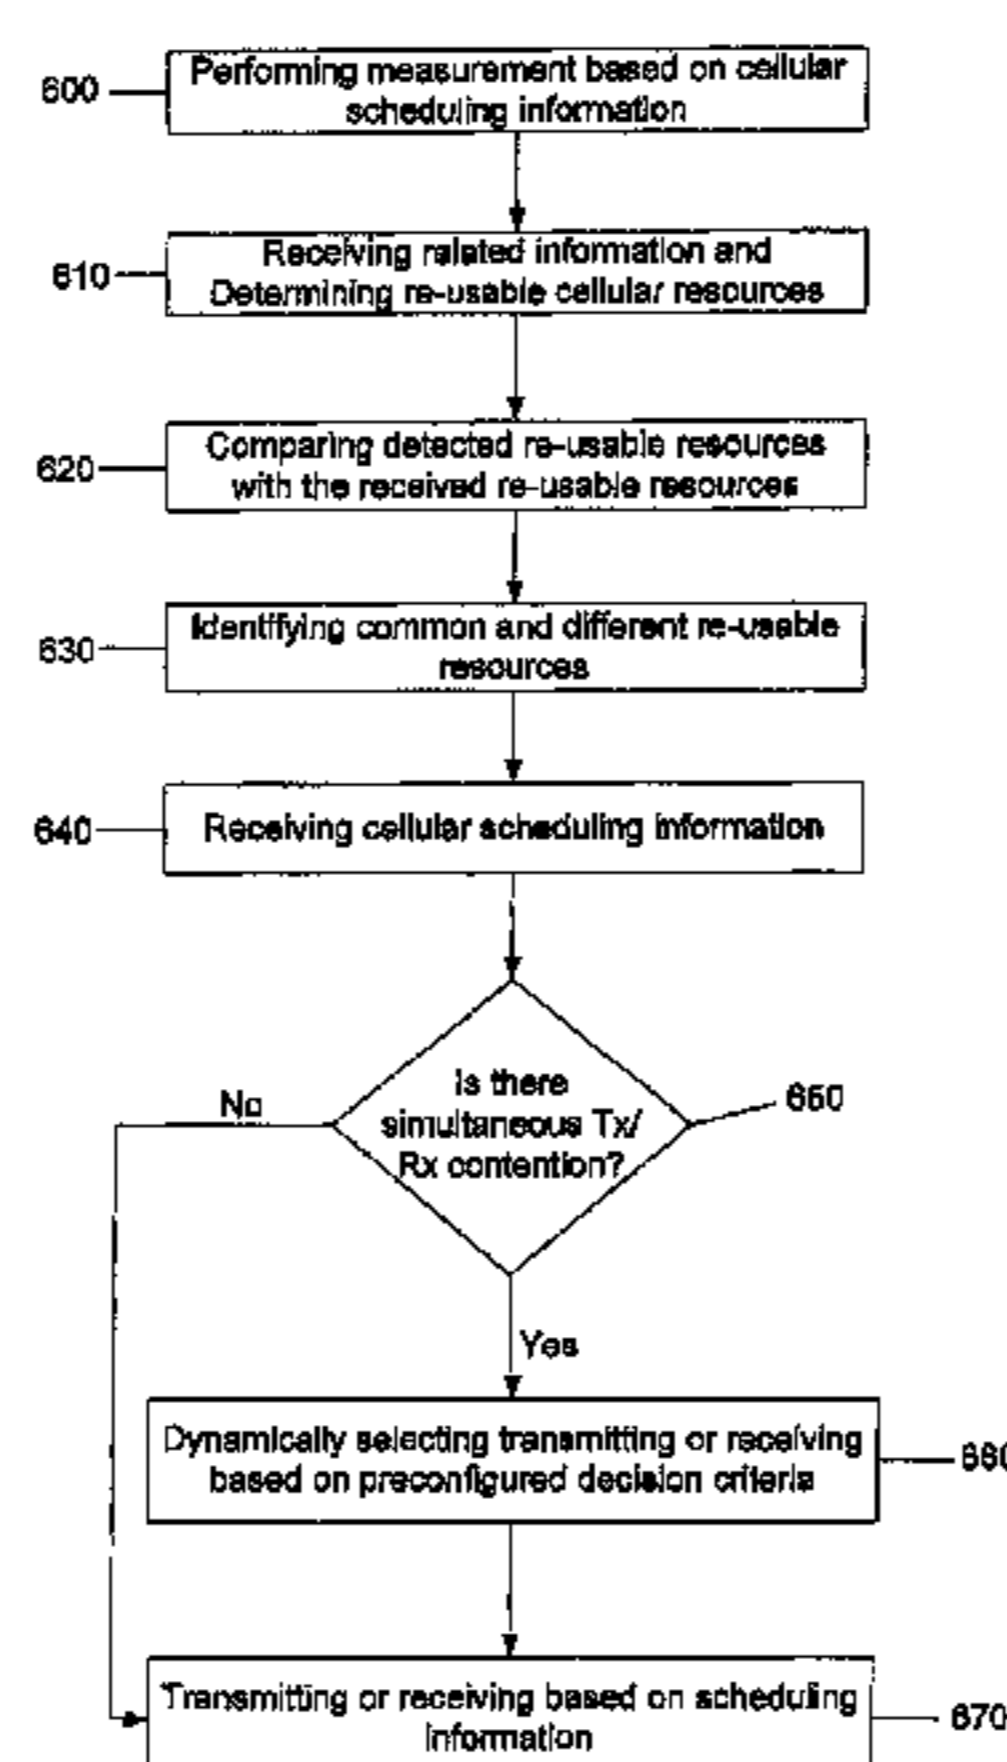 600
Performing measurement based on cellular
scheduling information
610
Receiving related information and
Determining re-usable cellular resources
620
Comparing detected re-usable resources
with the received re-usable resources
630
Identifying common and different re-usable
resources
640
Receiving cellular scheduling information
Is there
simultaneous Tx/
Rx contention?
650
No
Yes
Dynamically selecting transmitting or receiving
based on preconfigured decision criteria
660
Transmitting or receiving based on scheduling
information
670